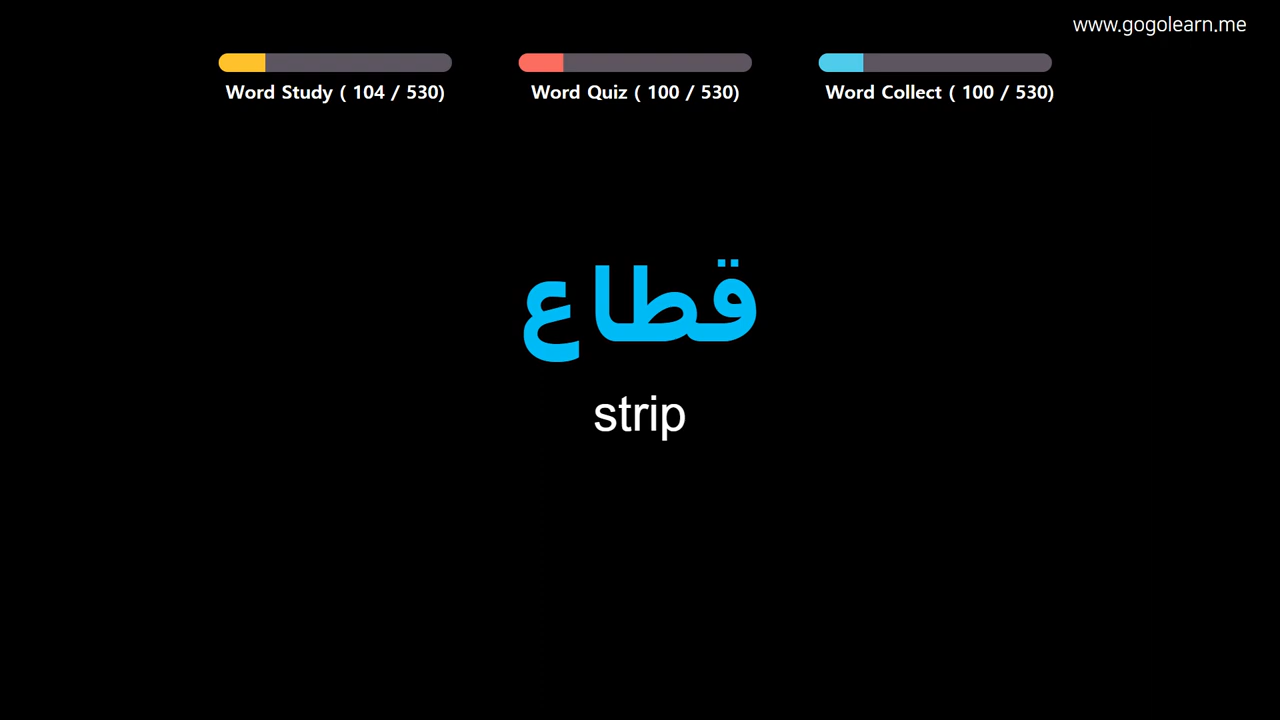 www.gogolearn.me
Word Study ( 104 / 530)
Word Quiz ( 100 / 530)
Word Collect ( 100 / 530)
قطاع
strip